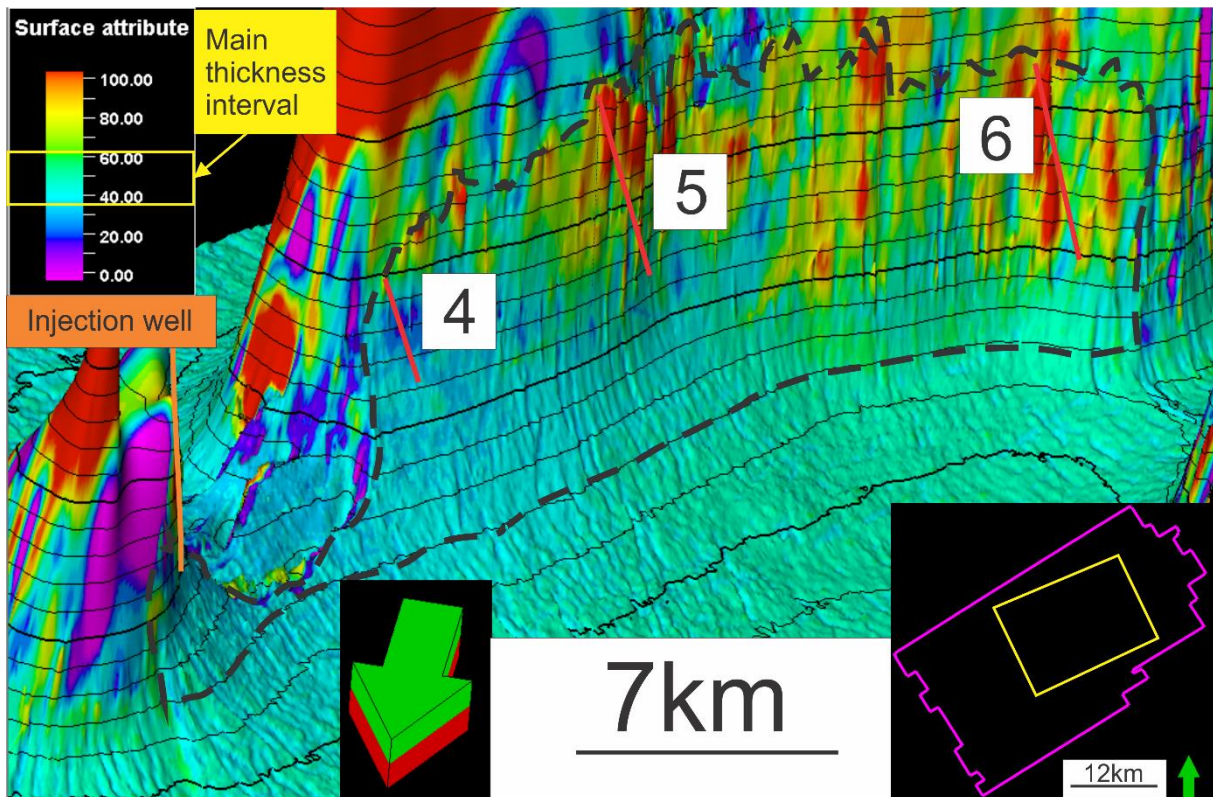 Surface attribute
100.00
80.00
60.00
40.00
20.00
0.00
Main
thickness
interval
Injection well
4
5
6
7km
12km